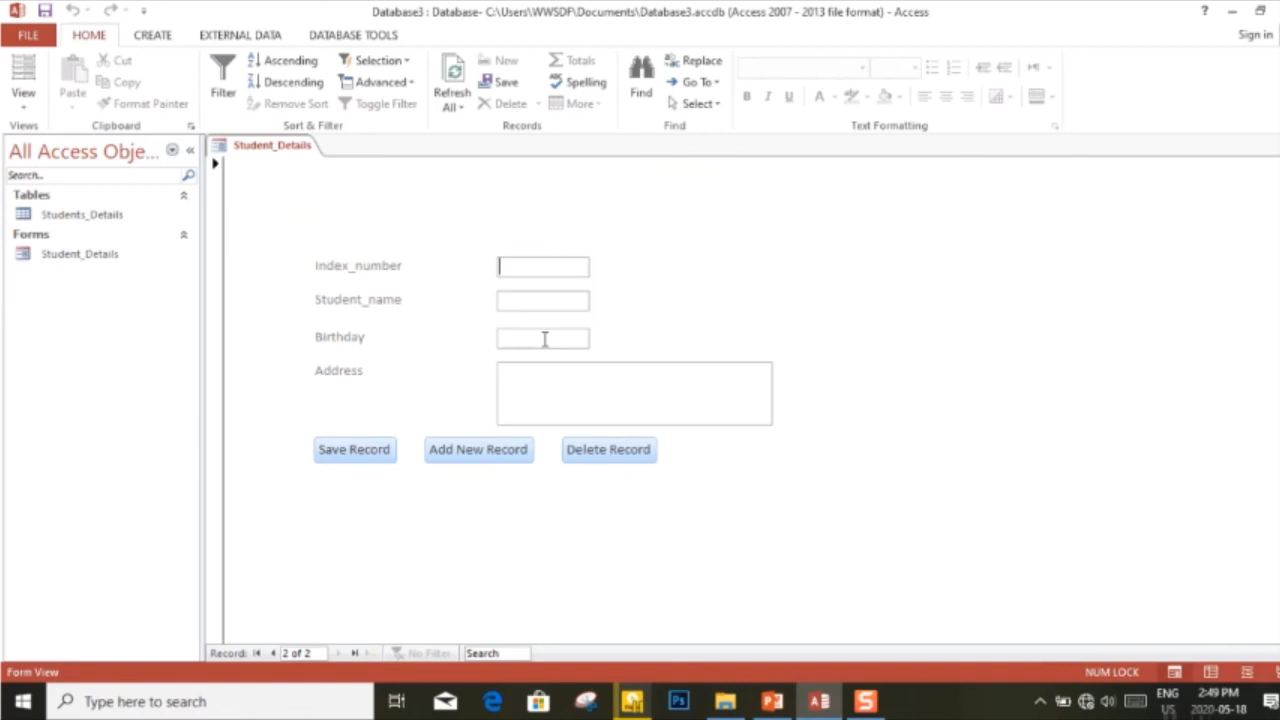 Database3 : Database- C:\Users\WWSDF\Documents\Database3.accdb (Access 2007 - 2013 file format) - Access
?
FILE HOME CREATE EXTERNAL DATA DATABASE TOOLS Sign in
View
Views
Paste
Cut
Copy
Format Painter
Clipboard
Filter
Ascending
Descending
Remove Sort
Selection
Advanced
Toggle Filter
Sort & Filter
Refresh
All
New
Save
Delete
Totals
Spelling
More
Records
Find
Replace
Go To
Select
Find
B I U A
Text Formatting
All Access Obje...
Search..
Tables
Students_Details
Forms
Student_Details
Student_Details
Index_number
Student_name
Birthday
Address
Save Record Add New Record Delete Record
Record: 2 of 2 No Filter Search
Form View NUM LOCK
Type here to search
ENG
US
2:49 PM
2020-05-18